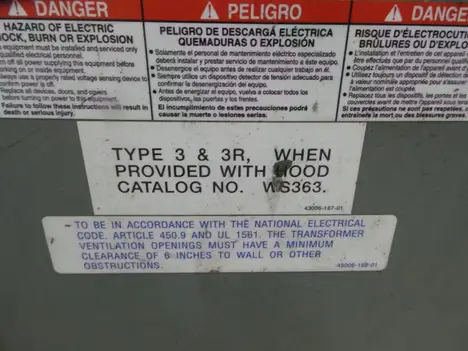 DANGER
HAZARD OF ELECTRIC
SHOCK, BURN OR EXPLOSION
equipment must be installed and serviced only
electrical personnel.
off all power supplying this equipment before
working on or inside equipment.
Always use a properly rated voltage sensing device to
confirm power is off.
Replace all devices, doors, and covers
before turning on power to this equipment.
Failure to follow these instructions will result
in death or serious injury.
PELIGRO
PELIGRO DE DESCARGA ELÉCTRICA
QUEMADURAS O EXPLOSIÓN
• Solamente el personal de mantenimiento eléctrico especializado
deberá instalar y prestar servicio de mantenimiento a éste equipo.
• Desenergice el equipo antes de realizar cualquier trabajo en él.
• Siempre utilice un dispositivo detector de tensión adecuado para
confirmar la desenergización del equipo.
• Antes de energizar el equipo, vuelva a colocar todos los
dispositivos, las puertas y los frentes.
El incumplimiento de estas precauciones podrá
causar la muerte o lesiones serias.
DANGER
RISQUE D'ÉLECTROCUTION
BRÛLURES OU D'EXPLO
• L'installation et l'entretien de cet appareil ne
être effectués que par du personnel qualifié
• Coupez l'alimentation de l'appareil avant d'y
• Utilisez toujours un dispositif de détection de
valeur nominale appropriée pour s'assurer
est coupée.
• Replacez tous les dispositifs, les portes et les
couvercles avant de mettre l'appareil sous
Si ces précautions ne sont pas respectées,
entraînera la mort ou des blessures graves.
TYPE 3 & 3R, WHEN
PROVIDED WITH HOOD
CATALOG NO. WS363.
43006-187-01
TO BE IN ACCORDANCE WITH THE NATIONAL ELECTRICAL
CODE, ARTICLE 450.9 AND UL 1561. THE TRANSFORMER
VENTILATION OPENINGS MUST HAVE A MINIMUM
CLEARANCE OF 6 INCHES TO WALL OR OTHER
OBSTRUCTIONS.
43006-188-01